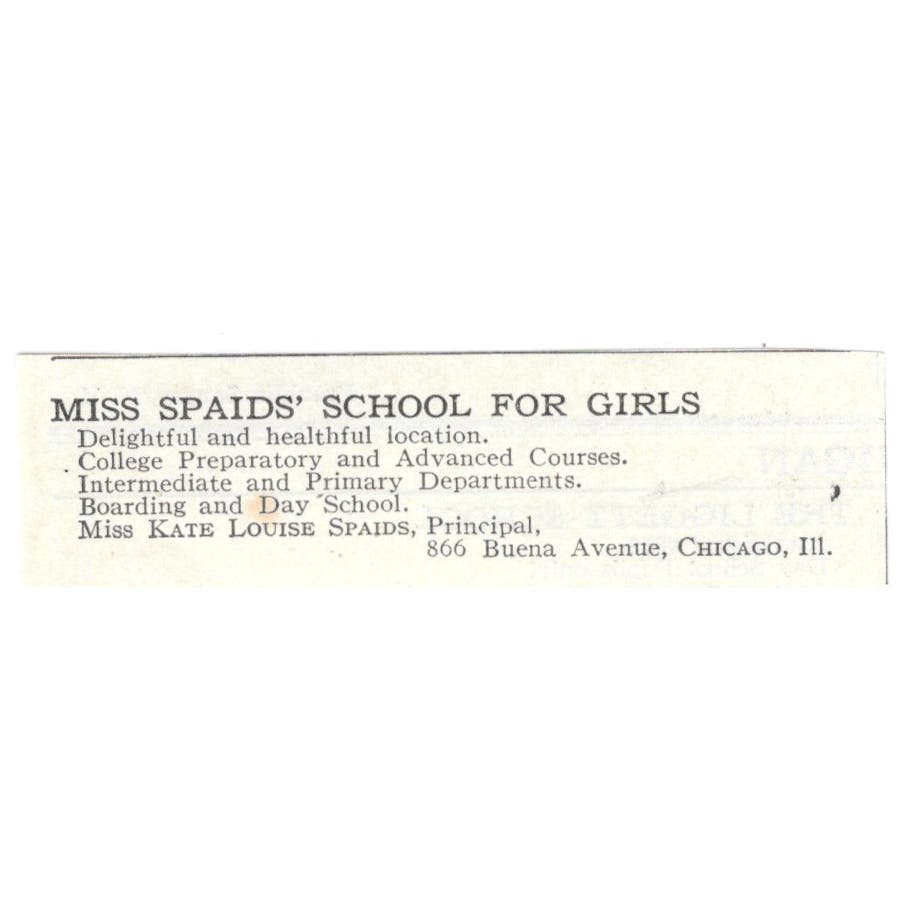 MISS SPAIDS' SCHOOL FOR GIRLS
Delightful and healthful location.
College Preparatory and Advanced Courses.
Intermediate and Primary Departments.
Boarding and Day School.
Miss KATE LOUISE SPAIDS, Principal,
866 Buena Avenue, CHICAGO, Ill.